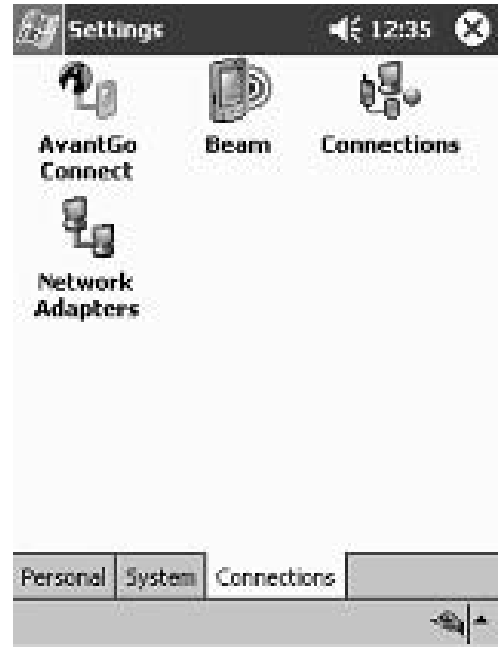 Settings 12:35
AvantGo Beam Connections
Connect
Network
Adapters
Personal System Connections